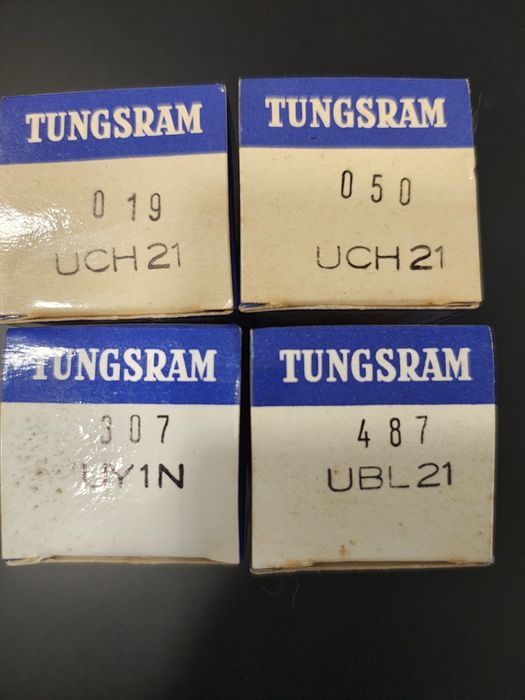 TUNGSRAM
019
UCH21
TUNGSRAM
050
UCH21
TUNGSRAM
307
UY1N
TUNGSRAM
487
UBL21